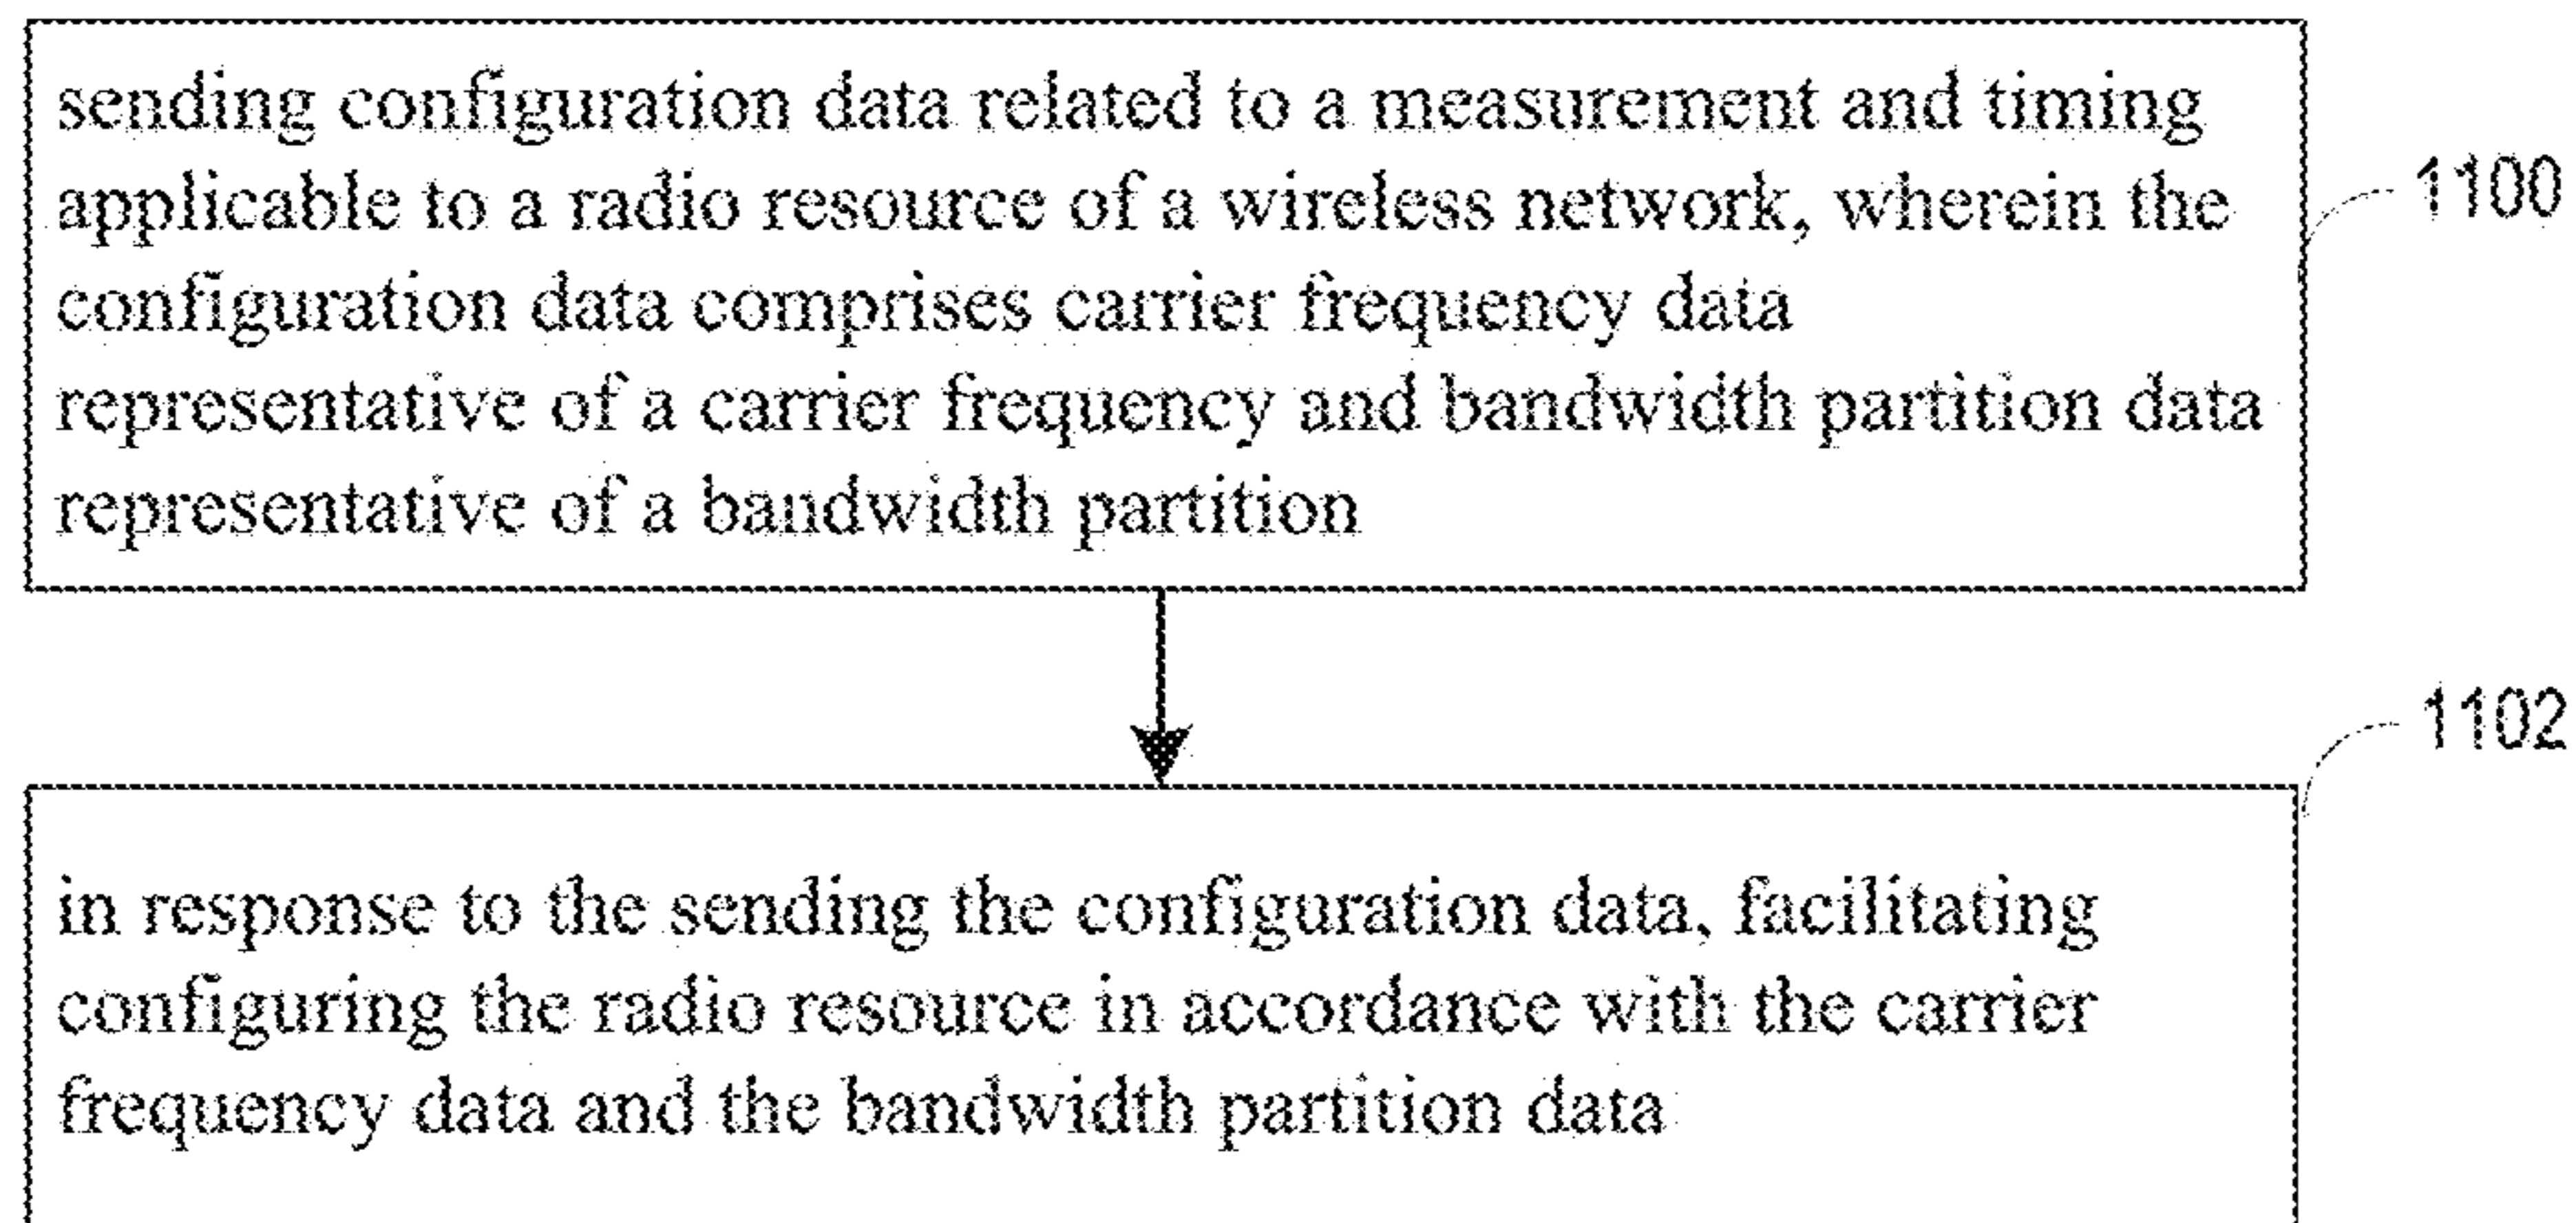 sending configuration data related to a measurement and timing
applicable to a radio resource of a wireless network, wherein the
configuration data comprises carrier frequency data
representative of a carrier frequency and bandwidth partition data
representative of a bandwidth partition
1100
1102
in response to the sending the configuration data, facilitating
configuring the radio resource in accordance with the carrier
frequency data and the bandwidth partition data